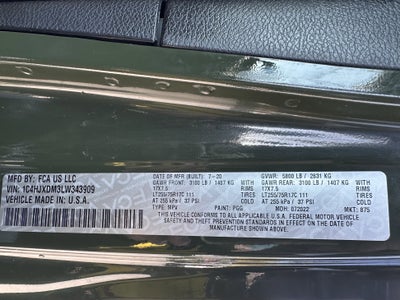 MFD BY: FCA US LLC
VIN: 1C4HJXDM3LW343909
VEHICLE MADE IN: U.S.A.
DATE OF MFR (BUILT): 7-20 GVWR: 5800 LB / 2631 KG
GAWR (FRONT): 3100 LB / 1407 KG GAWR (REAR): 3100 LB / 1407 KG
17X7.5 RIMS 17X7.5 RIMS
LT255/75R17C 111 TIRES LT255/75R17C 111 TIRES
AT 255 kPa / 37 PSI AT 255 kPa / 37 PSI
TYPE: MPV PAINT: PGG MDH: 072022 MKT: 875
THIS VEHICLE CONFORMS TO ALL APPLICABLE U.S.A. FEDERAL MOTOR VEHICLE
SAFETY AND THEFT PREVENTION STANDARDS IN EFFECT ON THE DATE OF
MANUFACTURE SHOWN ABOVE.